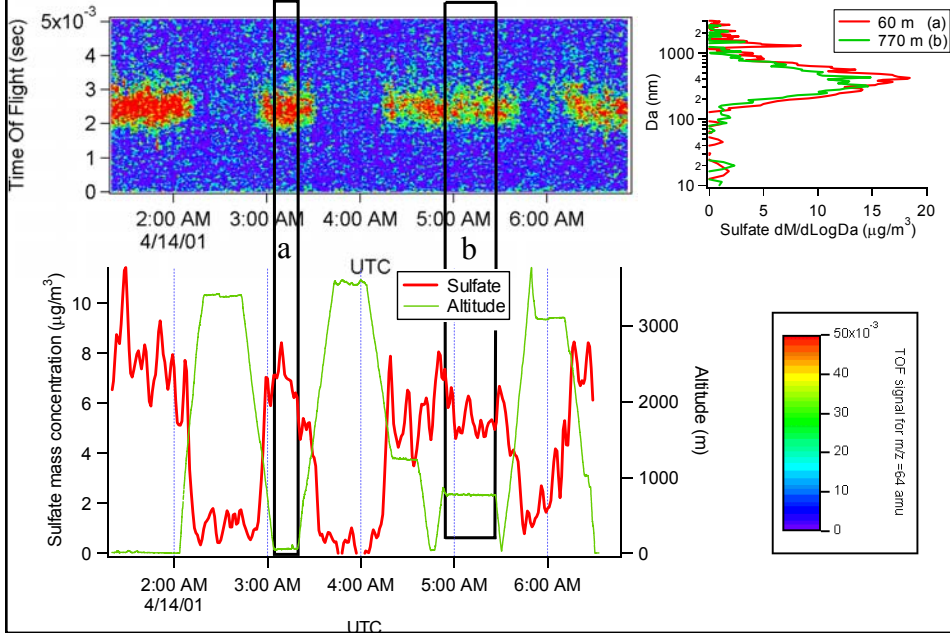 5x10⁻³
4
3
2
1
0
Time Of Flight (sec)
2:00 AM
3:00 AM
4:00 AM
5:00 AM
6:00 AM
4/14/01
UTC
60 m (a)
770 m (b)
2
1000
4
2
100
4
2
10
Da (nm)
0
5
10
15
20
Sulfate dM/dLogDa (μg/m³)
a
b
Sulfate
Altitude
10
8
6
4
2
0
Sulfate mass concentration (μg/m³)
3000
2000
1000
0
Altitude (m)
2:00 AM
3:00 AM
4:00 AM
5:00 AM
6:00 AM
4/14/01
UTC
50x10⁻³
40
30
20
10
0
TOF signal for m/z =64 amu